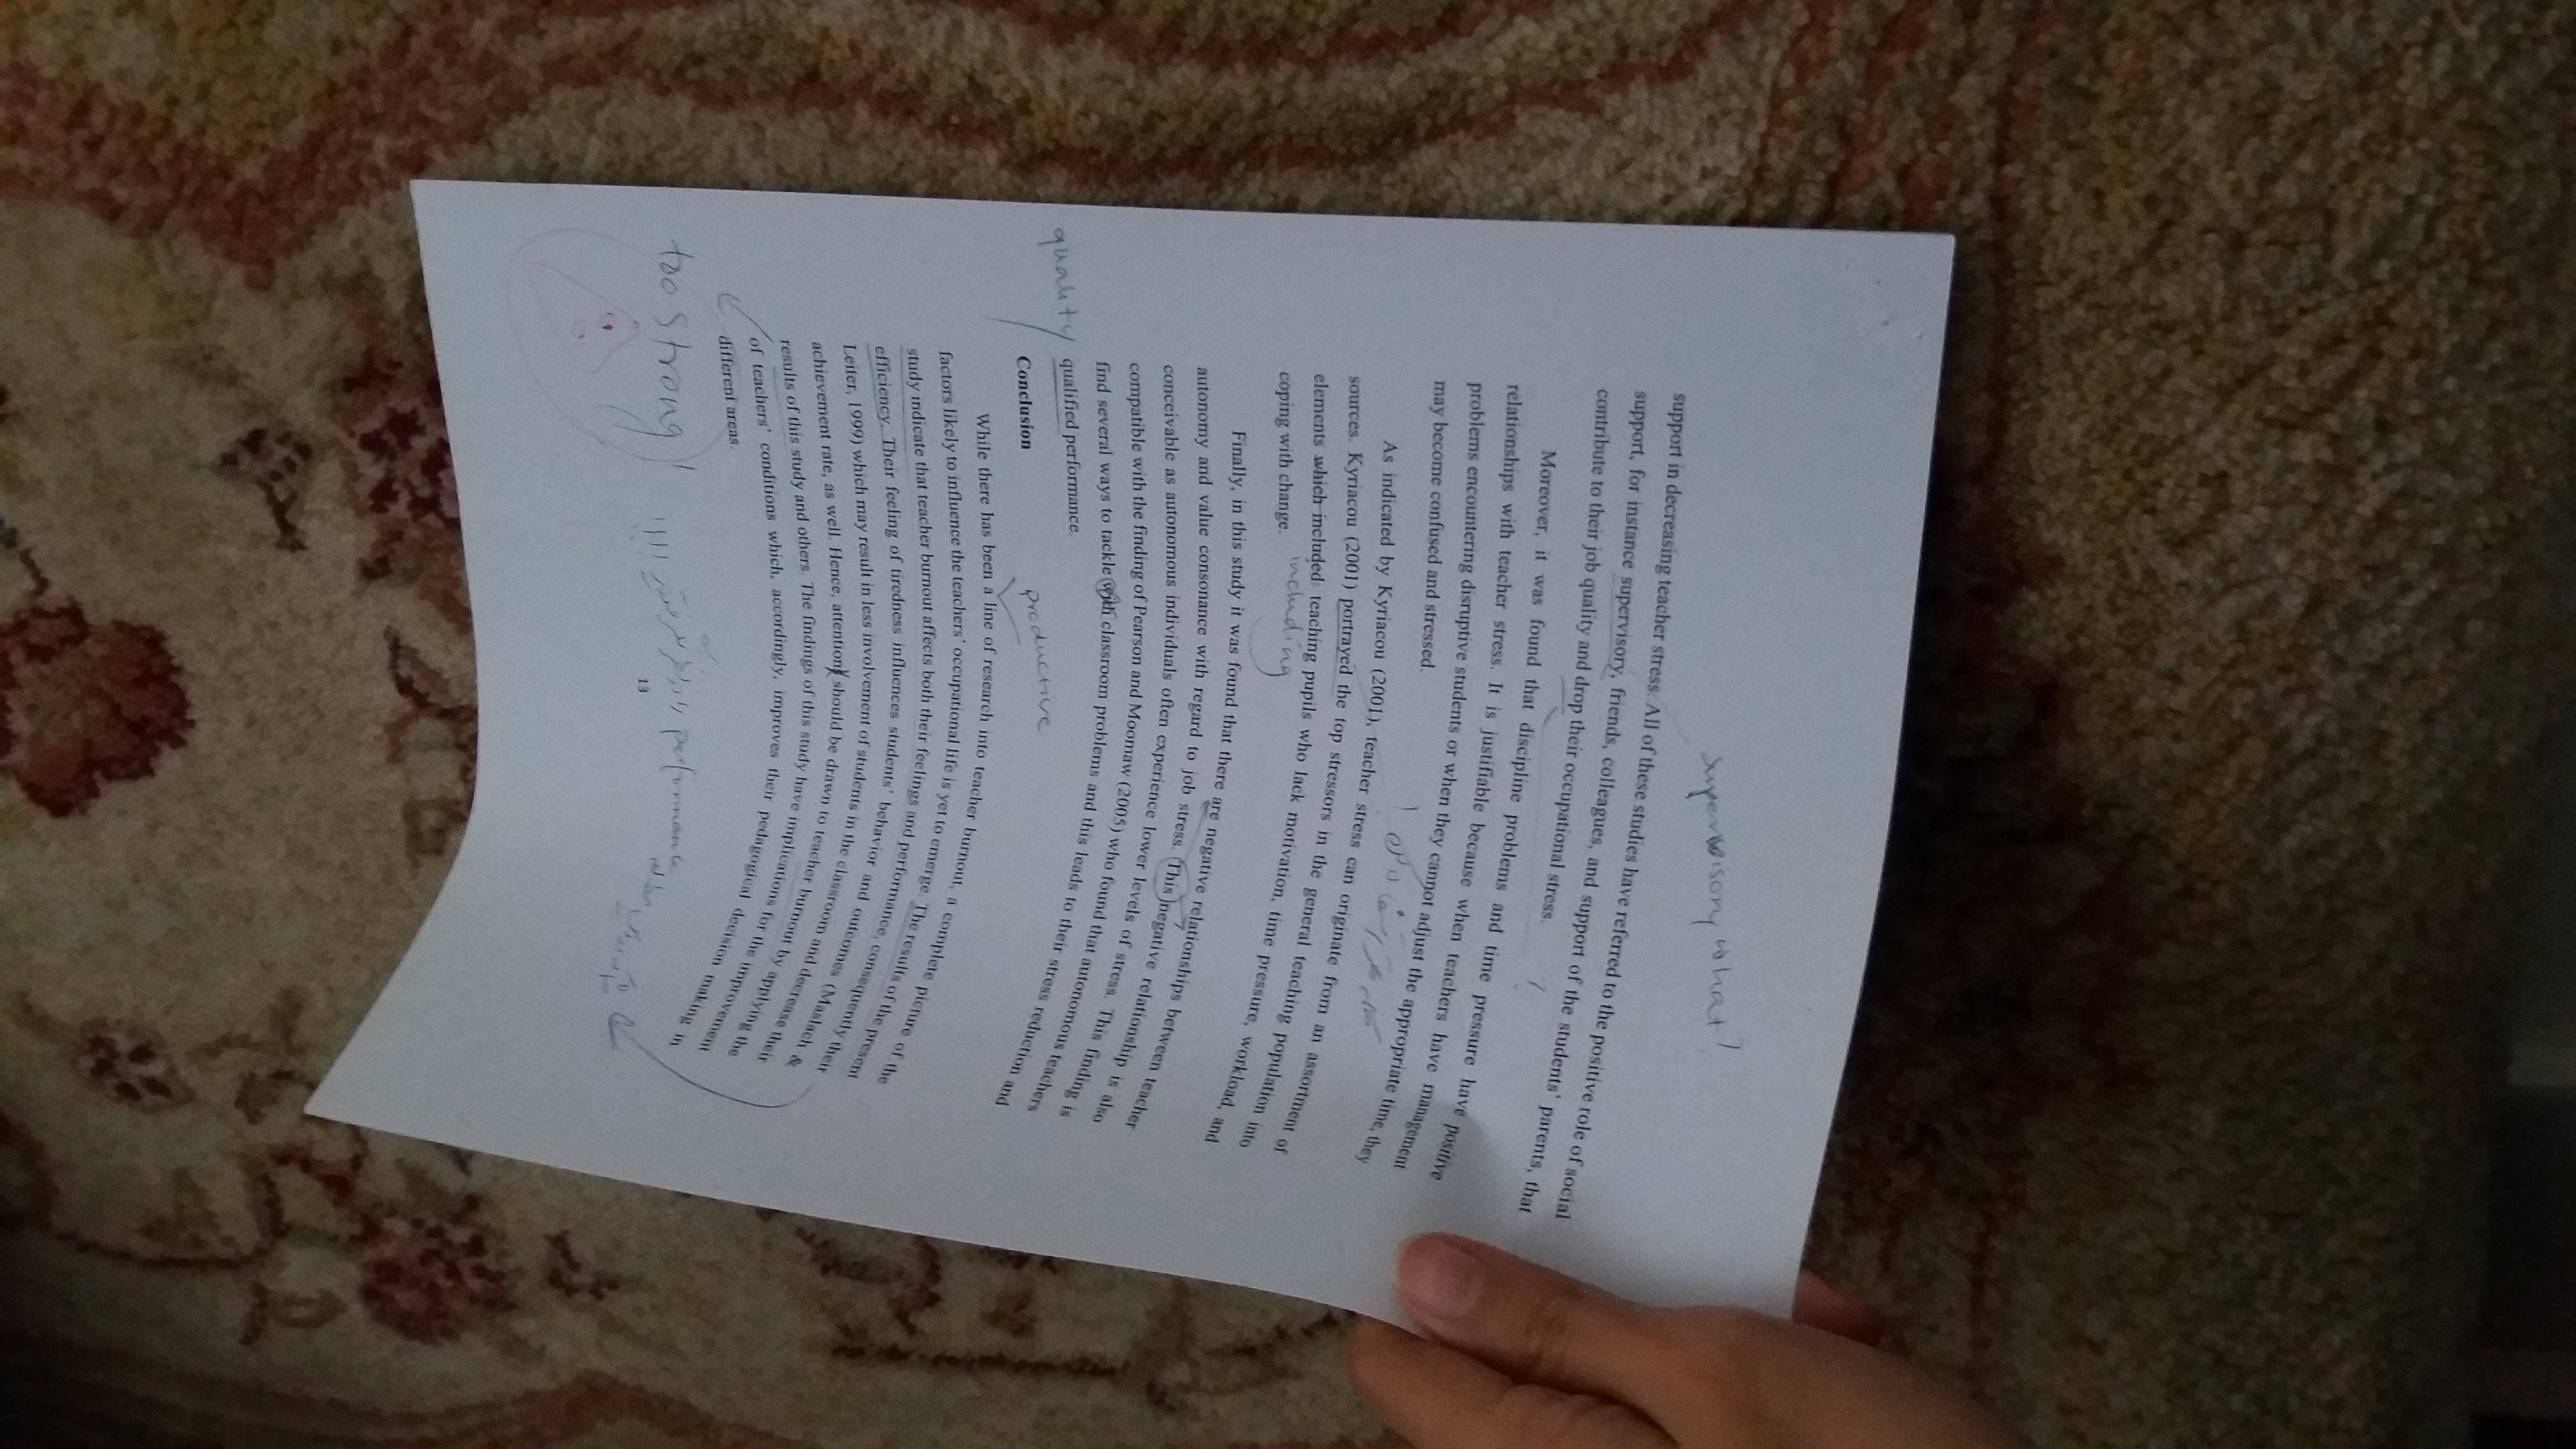 supervisory what?
support in decreasing teacher stress. All of these studies have referred to the positive role of social
support, for instance supervisory, friends, colleagues, and support of the students' parents, that
contribute to their job quality and drop their occupational stress.
?
Moreover, it was found that discipline problems and time pressure have positive
relationships with teacher stress. It is justifiable because when teachers have management
problems encountering disruptive students or when they cannot adjust the appropriate time, they
may become confused and stressed.
As indicated by Kyriacou (2001), teacher stress can originate from an assortment of
sources. Kyriacou (2001) portrayed the top stressors in the general teaching population of
elements which included teaching pupils who lack motivation, time pressure, workload, and
including
coping with change.
Finally, in this study it was found that there are negative relationships between teacher
autonomy and value consonance with regard to job stress. This negative relationship is
conceivable as autonomous individuals often experience lower levels of stress. This finding is
compatible with the finding of Pearson and Moomaw (2005) who found that autonomous teachers
find several ways to tackle with classroom problems and this leads to their stress reduction and
quality
qualified performance.
productive
Conclusion
While there has been a line of research into teacher burnout, a complete picture of the
factors likely to influence the teachers' occupational life is yet to emerge. The results of the present
study indicate that teacher burnout affects both their feelings and performance, consequently their
efficiency. Their feeling of tiredness influences students' behavior and outcomes (Maslach &
Leiter, 1999) which may result in less involvement of students in the classroom and decrease their
achievement rate, as well. Hence, attention should be drawn to teacher burnout by applying the
results of this study and others. The findings of this study have implications for the improvement
of teachers' conditions which, accordingly, improves their pedagogical decision making in
different areas.
too strong!
performance
13